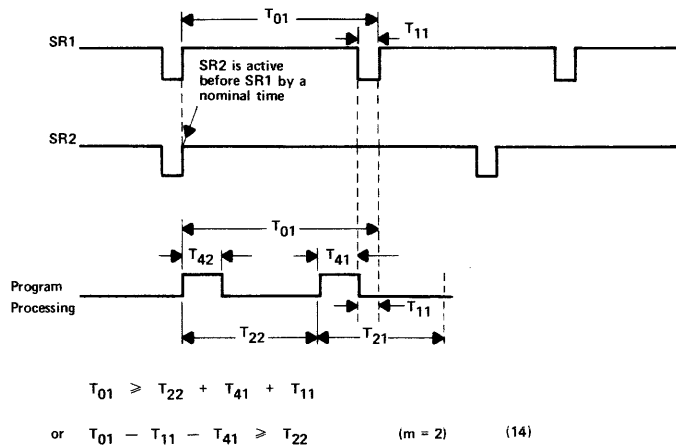 T01
T11
SR1
SR2 is active
before SR1 by a
nominal time
SR2
T01
T42
T41
Program
Processing
T11
T22
T21
T01 ⩾ T22 + T41 + T11
or T01 − T11 − T41 ⩾ T22 (m = 2) (14)